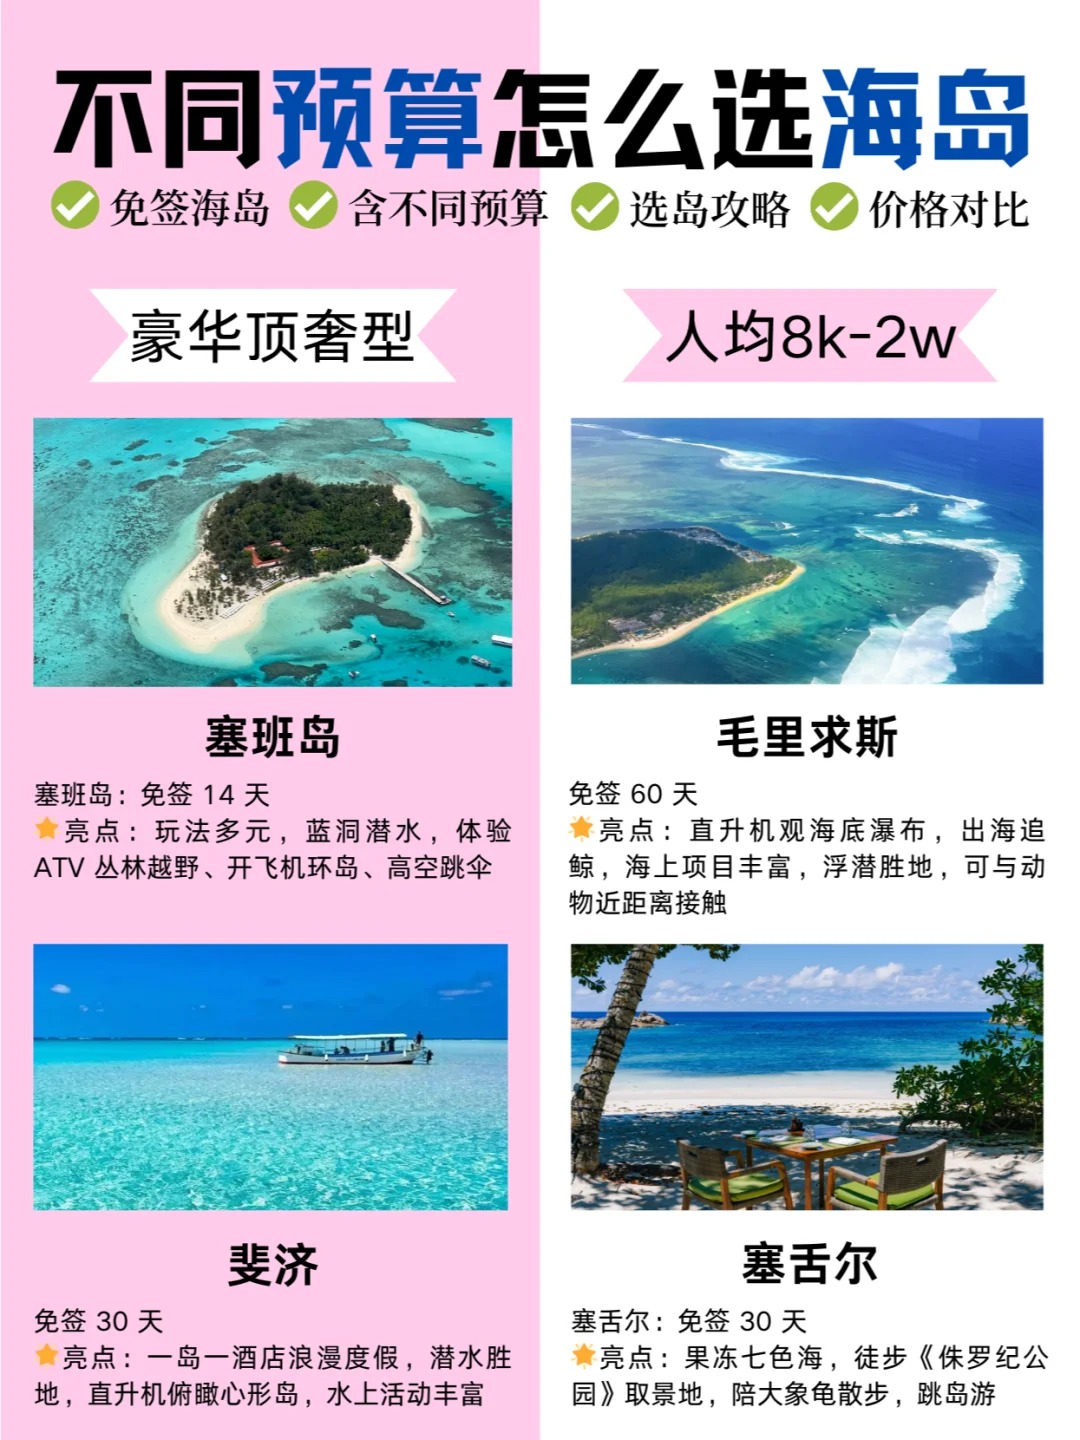 不同预算怎么选海岛
免签海岛 含不同预算 选岛攻略 价格对比
豪华顶奢型
塞班岛
塞班岛：免签 14 天
亮点：玩法多元，蓝洞潜水，体验
ATV 丛林越野、开飞机环岛、高空跳伞
斐济
免签 30 天
亮点：一岛一酒店浪漫度假，潜水胜
地，直升机俯瞰心形岛，水上活动丰富
人均8k-2w
毛里求斯
免签 60 天
亮点：直升机观海底瀑布，出海追
鲸，海上项目丰富，浮潜胜地，可与动
物近距离接触
塞舌尔
塞舌尔：免签 30 天
亮点：果冻七色海，徒步《侏罗纪公
园》取景地，陪大象龟散步，跳岛游